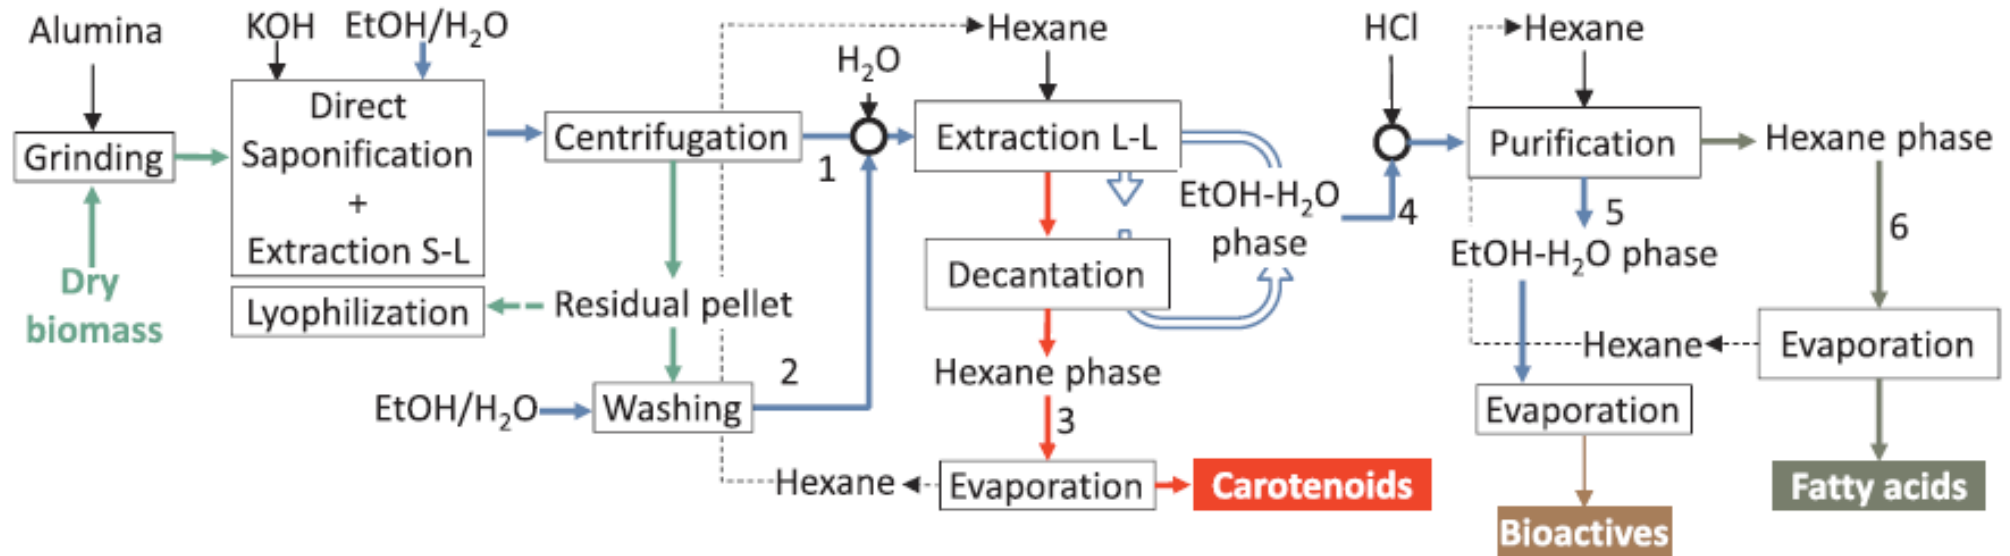 Alumina
KOH
EtOH/H₂O
Hexane
H₂O
HCl
Hexane
Grinding
Direct
Saponification
+
Extraction S-L
Centrifugation
1
Extraction L-L
Purification
Hexane phase
EtOH-H₂O
phase
4
5
6
EtOH-H₂O phase
Dry
biomass
Lyophilization
Residual pellet
Decantation
Hexane
Evaporation
2
Hexane phase
EtOH/H₂O
Washing
3
Evaporation
Hexane
Evaporation
Carotenoids
Fatty acids
Bioactives